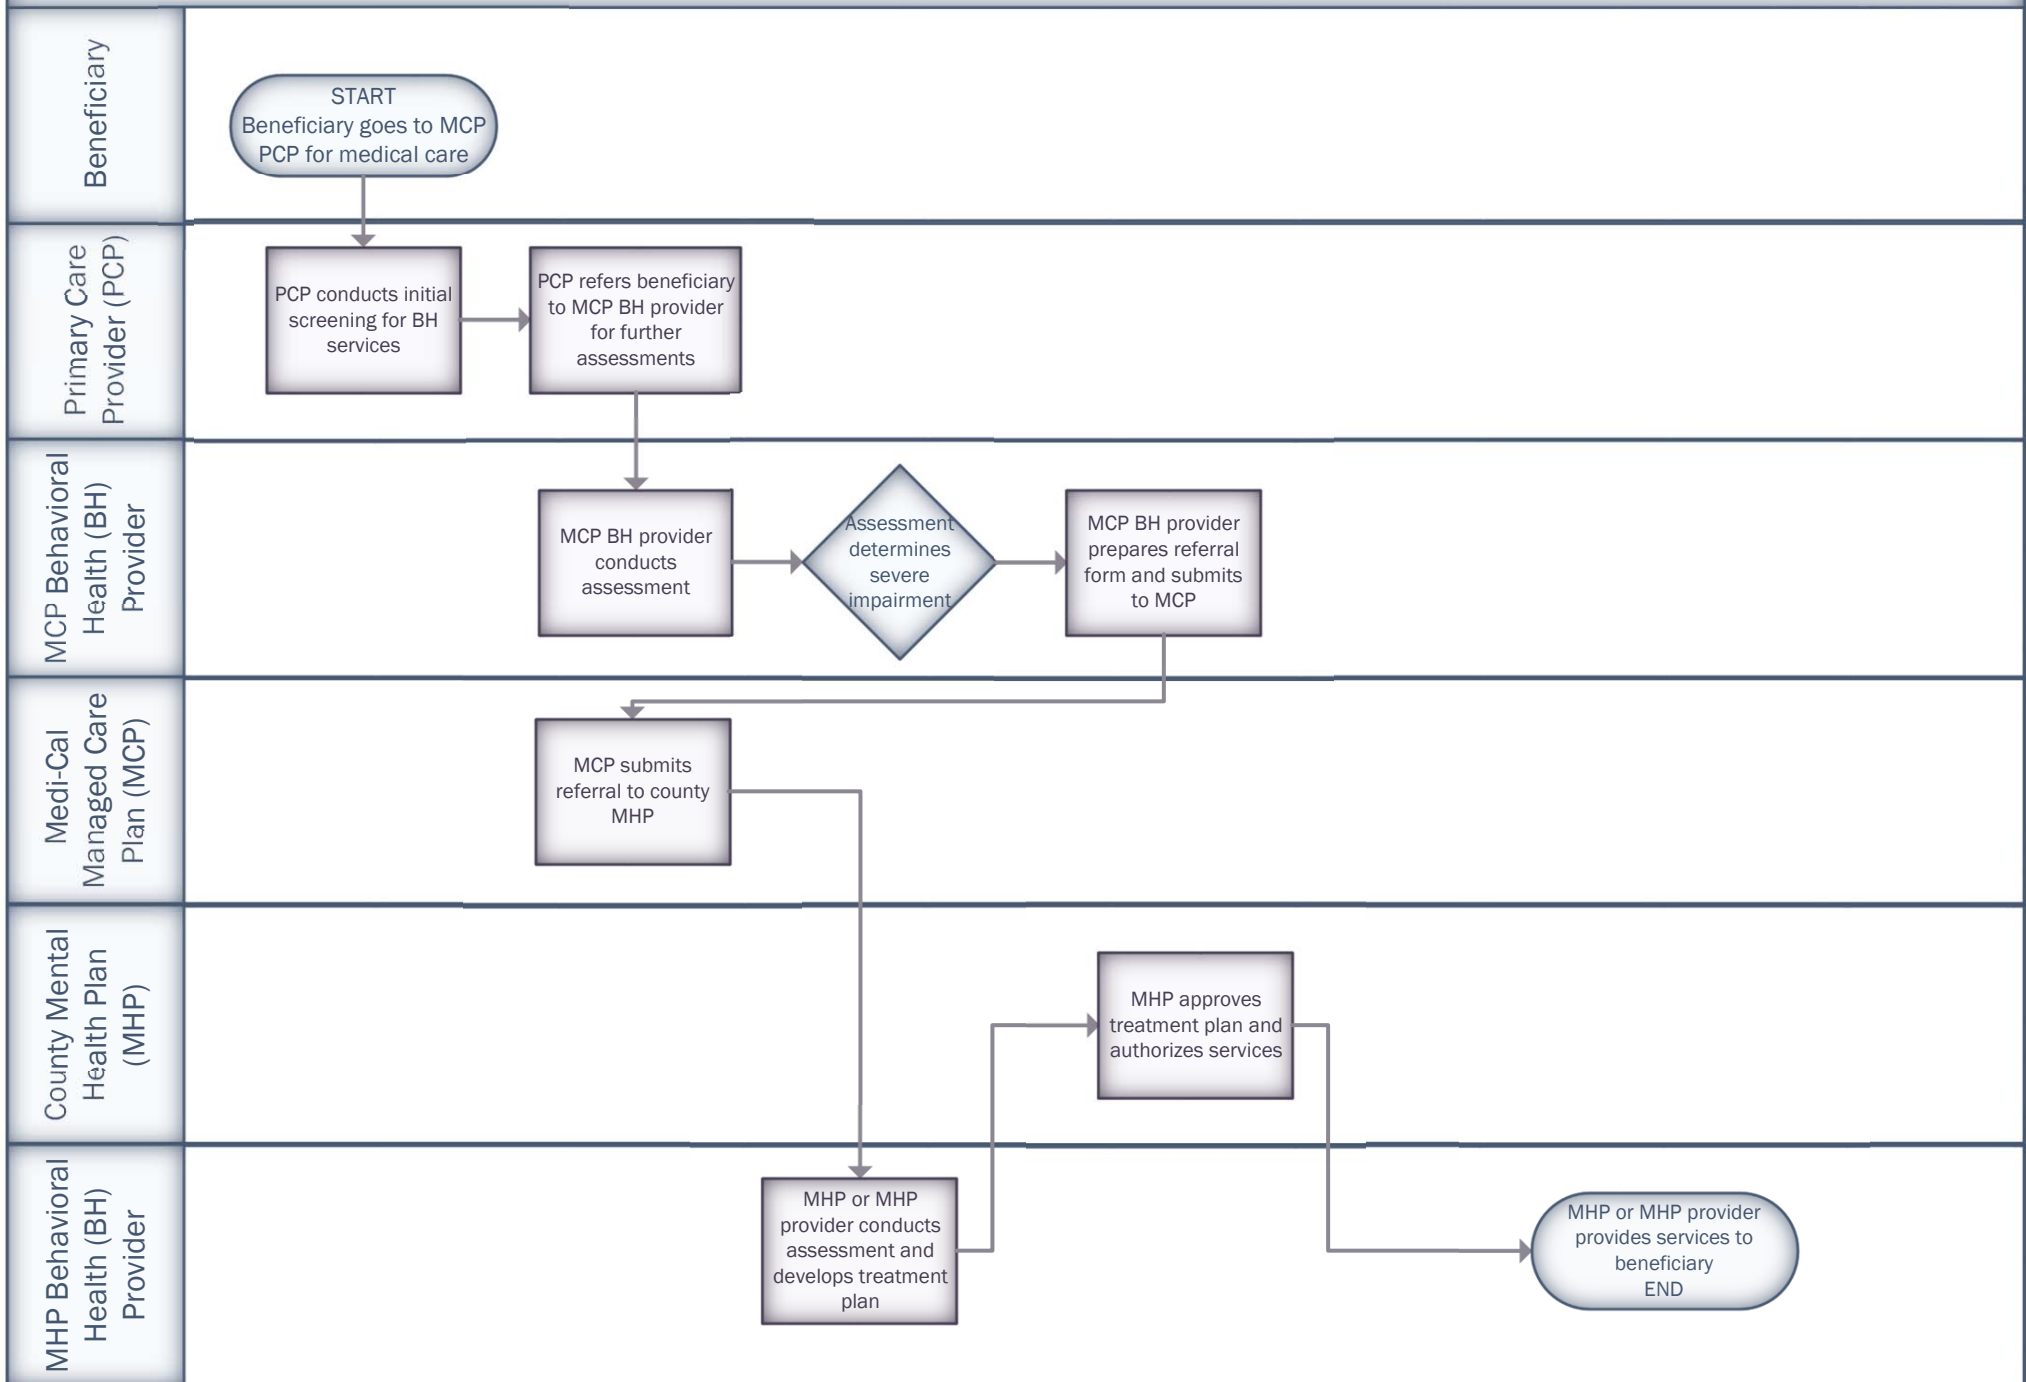 Beneficiary
START
Beneficiary goes to MCP
PCP for medical care
Primary Care
Provider (PCP)
PCP conducts initial
screening for BH
services
PCP refers beneficiary
to MCP BH provider
for further
assessments
MCP Behavioral
Health (BH)
Provider
MCP BH provider
conducts
assessment
Assessment
determines
severe
impairment
MCP BH provider
prepares referral
form and submits
to MCP
Medi-Cal
Managed Care
Plan (MCP)
MCP submits
referral to county
MHP
County Mental
Health Plan
(MHP)
MHP approves
treatment plan and
authorizes services
MHP Behavioral
Health (BH)
Provider
MHP or MHP
provider conducts
assessment and
develops treatment
plan
MHP or MHP provider
provides services to
beneficiary
END